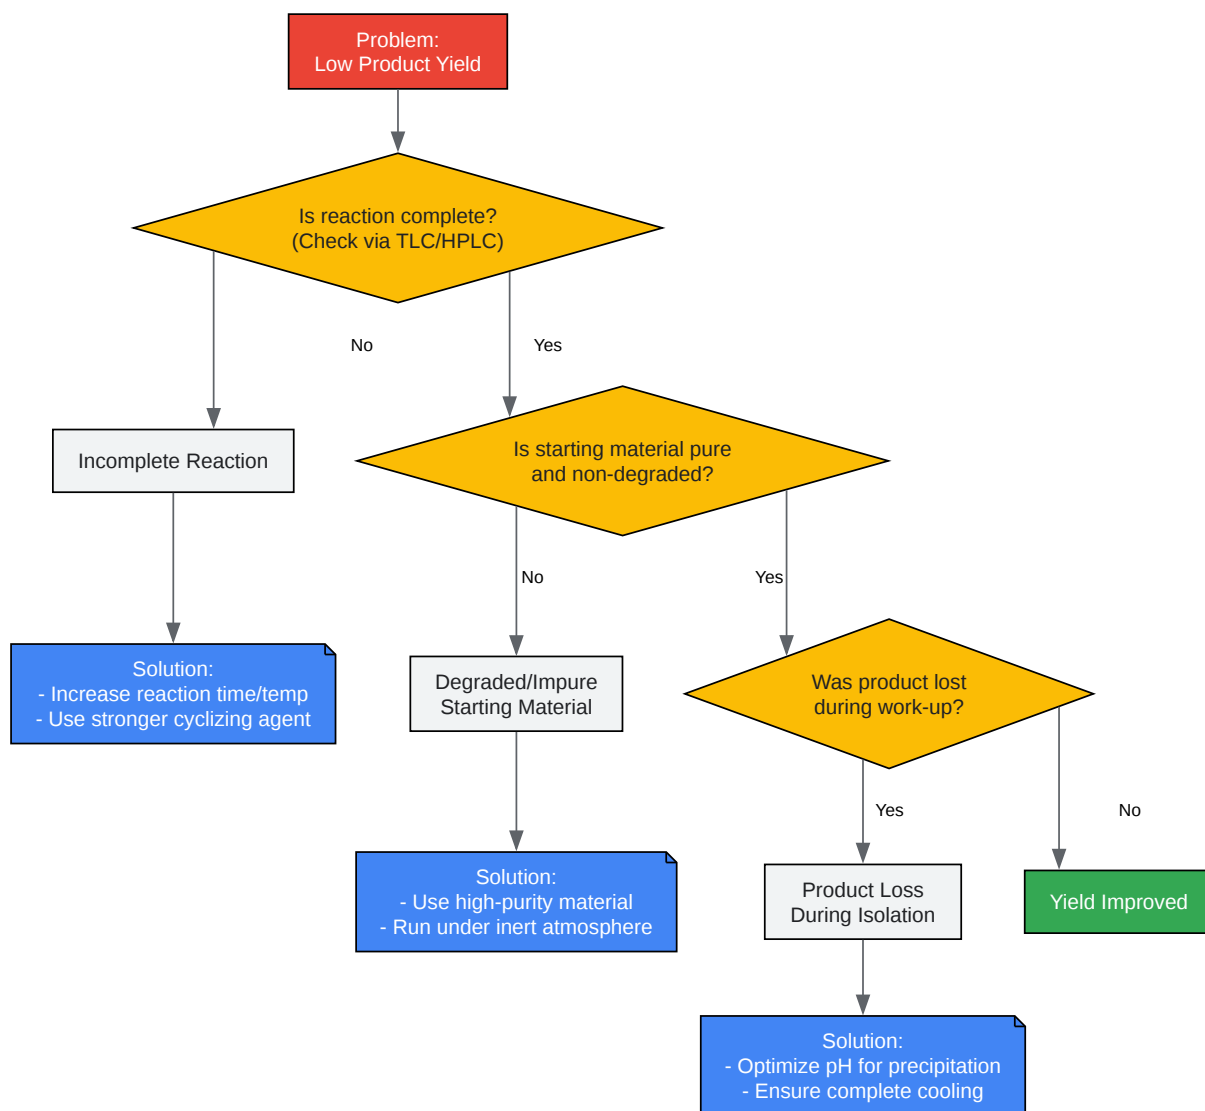 Problem:
Low Product Yield
Is reaction complete?
(Check via TLC/HPLC)
No
Yes
Incomplete Reaction
Is starting material pure
and non-degraded?
No
Yes
Solution:
- Increase reaction time/temp
- Use stronger cyclizing agent
Degraded/Impure
Starting Material
Was product lost
during work-up?
Yes
No
Solution:
- Use high-purity material
- Run under inert atmosphere
Product Loss
During Isolation
Yield Improved
Solution:
- Optimize pH for precipitation
- Ensure complete cooling